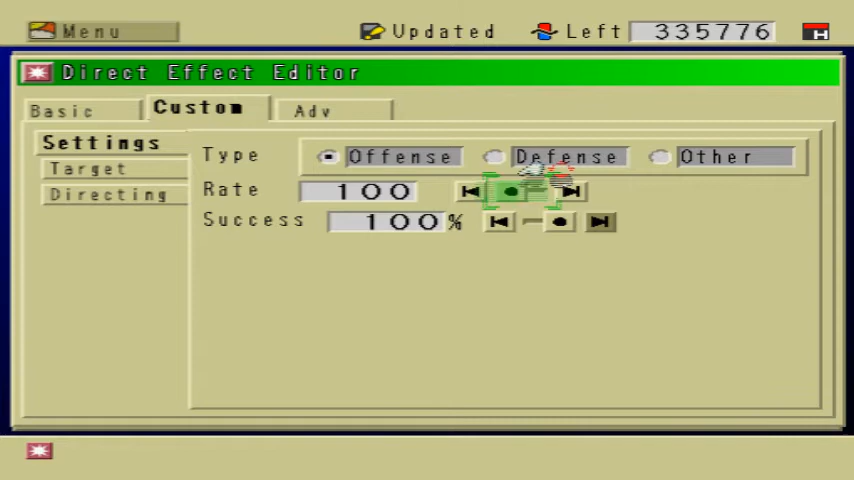 Menu Updated Left 335776 H
Direct Effect Editor
Basic Custom Adv
Settings
Target
Directing
Type Offense Defense Other
Rate 100
Success 100%